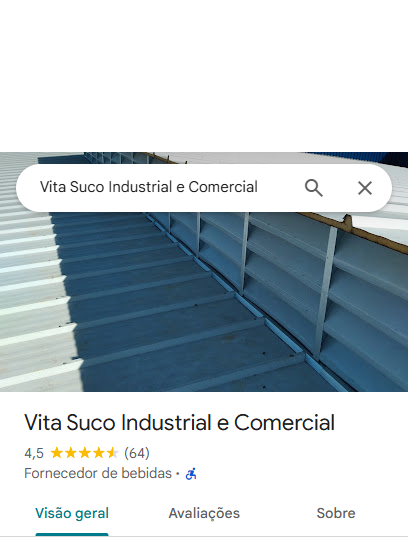 Vita Suco Industrial e Comercial
Vita Suco Industrial e Comercial
4,5 (64)
Fornecedor de bebidas ·
Visão geral Avaliações Sobre